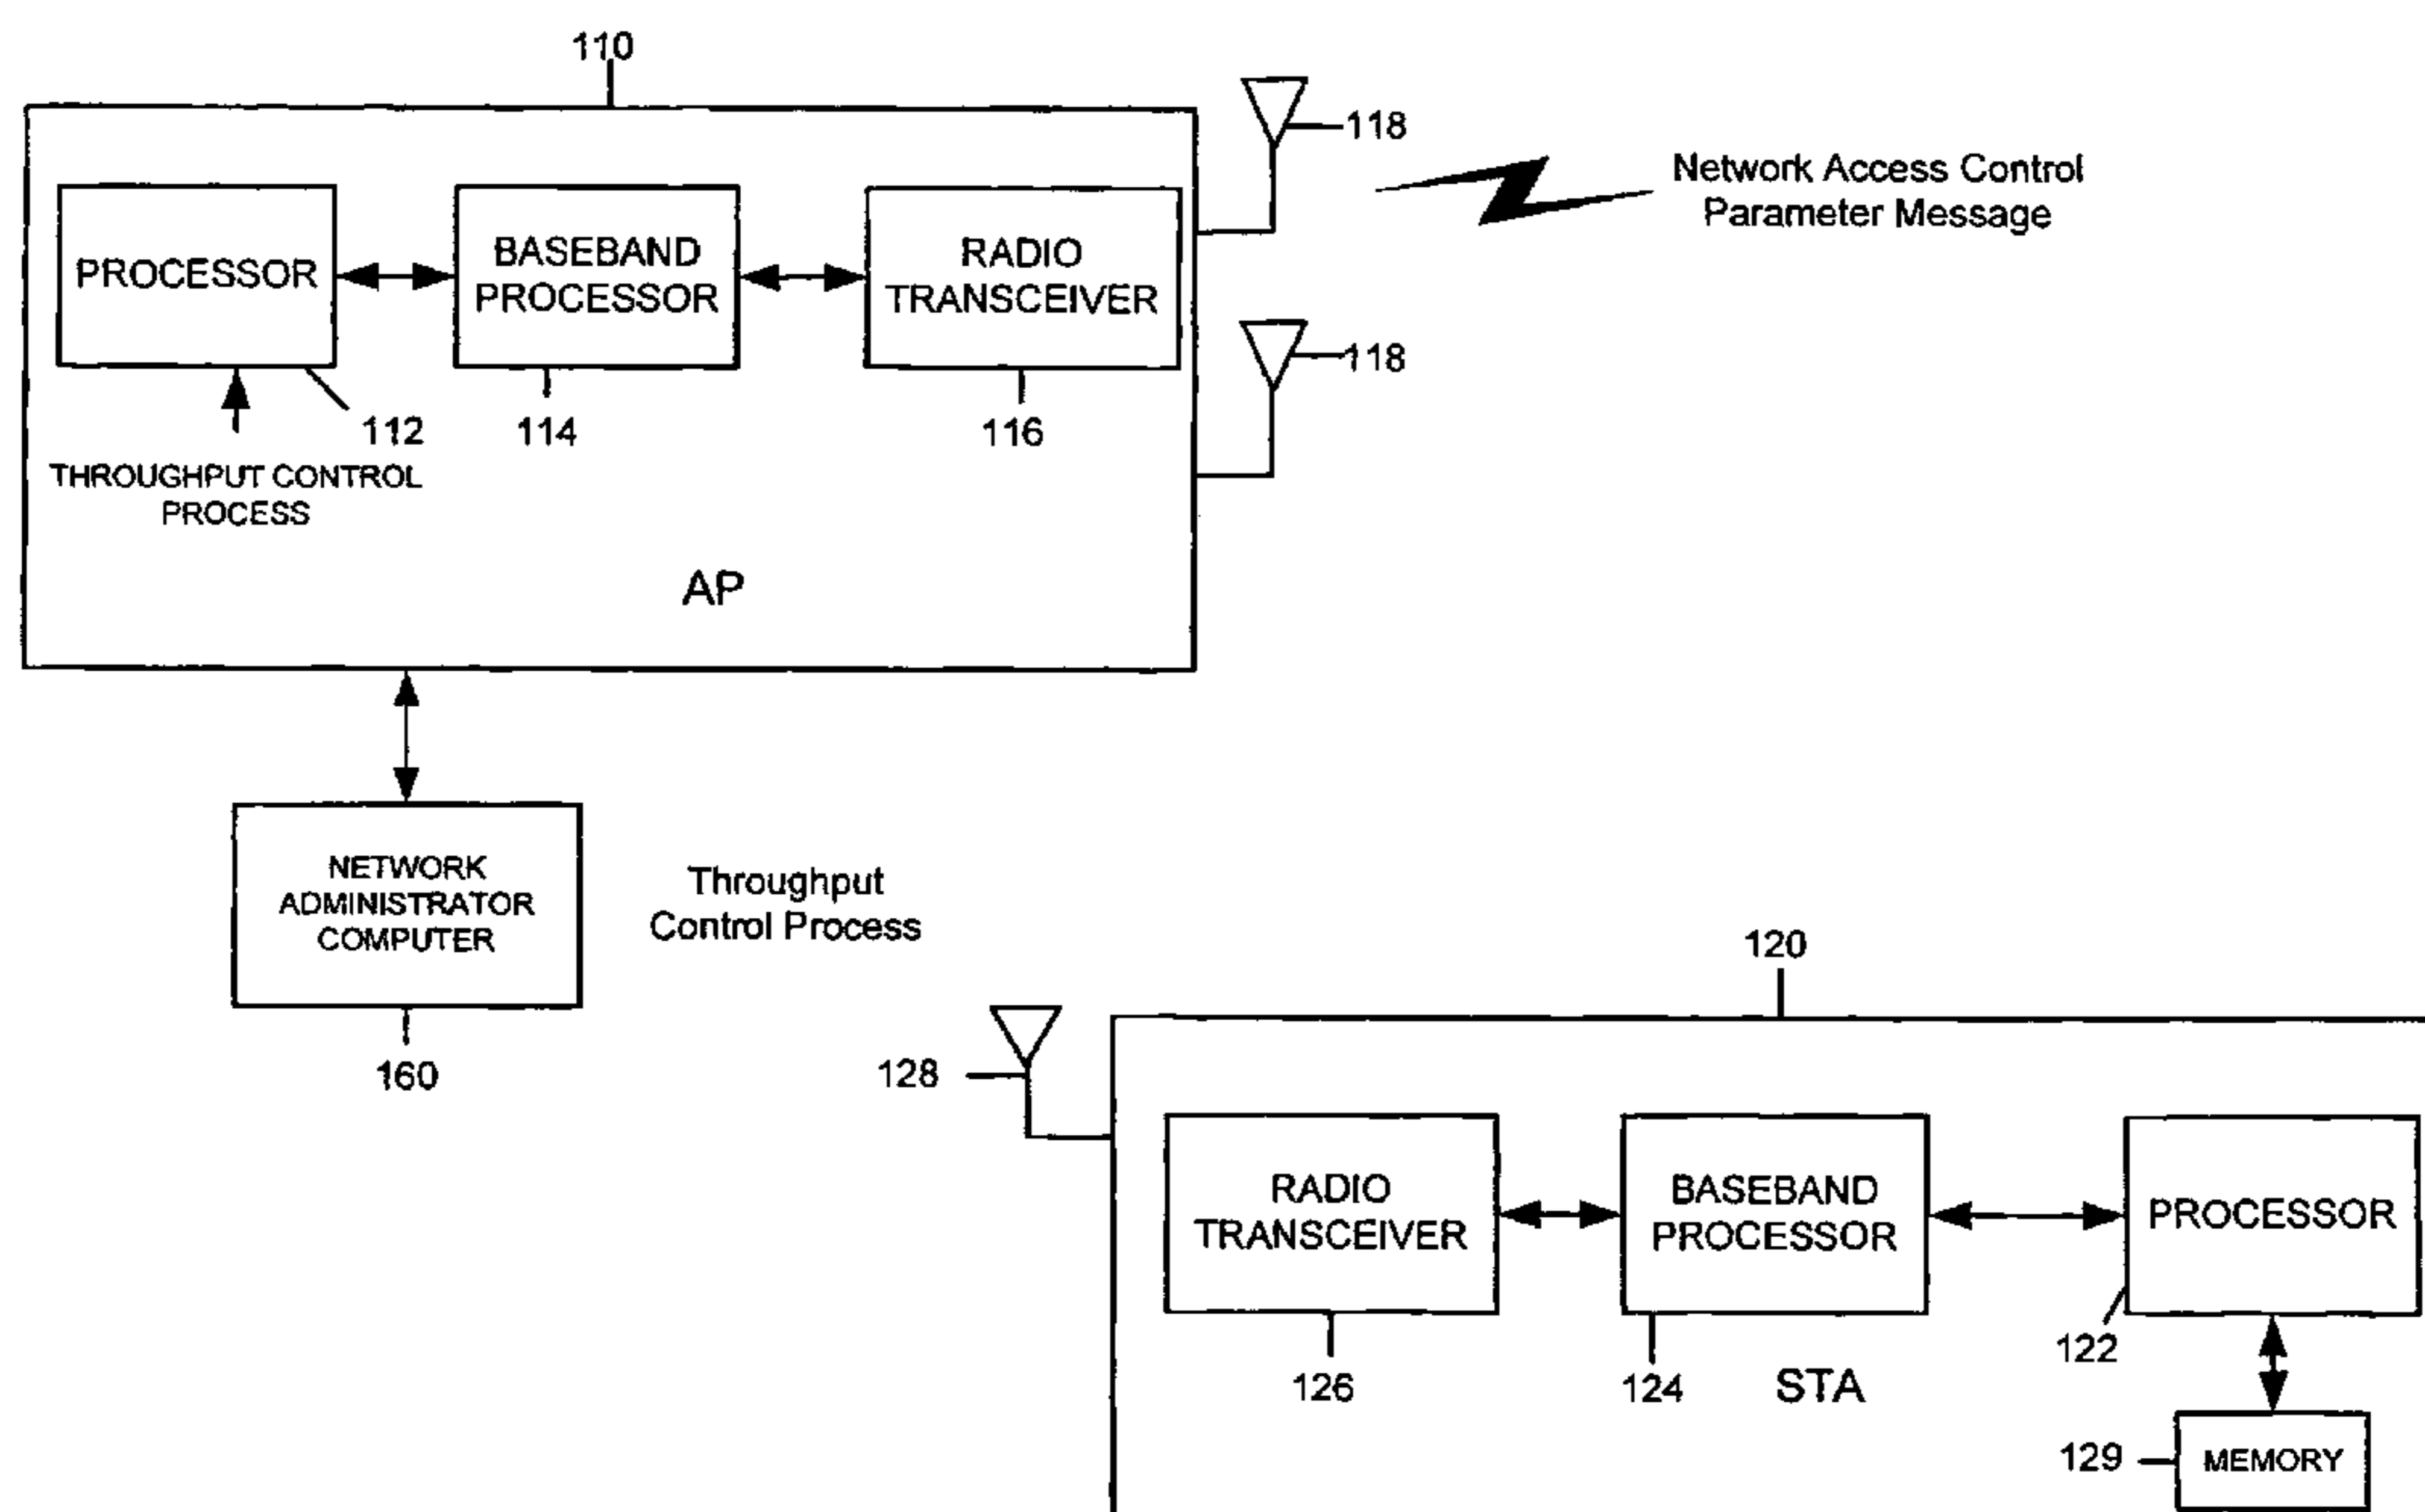 110
118
Network Access Control
Parameter Message
PROCESSOR
BASEBAND
PROCESSOR
RADIO
TRANSCEIVER
118
112
114
116
THROUGHPUT CONTROL
PROCESS
AP
NETWORK
ADMINISTRATOR
COMPUTER
Throughput
Control Process
160
120
128
RADIO
TRANSCEIVER
BASEBAND
PROCESSOR
PROCESSOR
122
126
124
STA
129
MEMORY